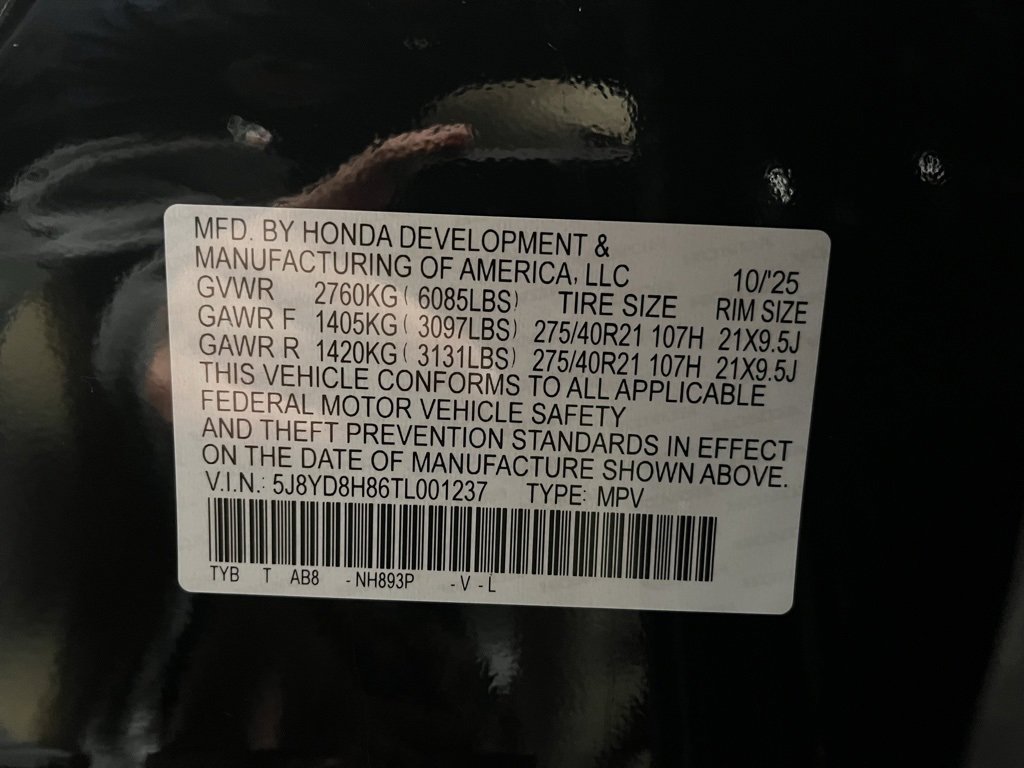 MFD. BY HONDA DEVELOPMENT &
MANUFACTURING OF AMERICA, LLC 10/'25
GVWR 2760KG ( 6085LBS) TIRE SIZE RIM SIZE
GAWR F 1405KG ( 3097LBS) 275/40R21 107H 21X9.5J
GAWR R 1420KG ( 3131LBS) 275/40R21 107H 21X9.5J
THIS VEHICLE CONFORMS TO ALL APPLICABLE
FEDERAL MOTOR VEHICLE SAFETY
AND THEFT PREVENTION STANDARDS IN EFFECT
ON THE DATE OF MANUFACTURE SHOWN ABOVE.
V.I.N.: 5J8YD8H86TL001237 TYPE: MPV
TYB T AB8 - NH893P - V - L